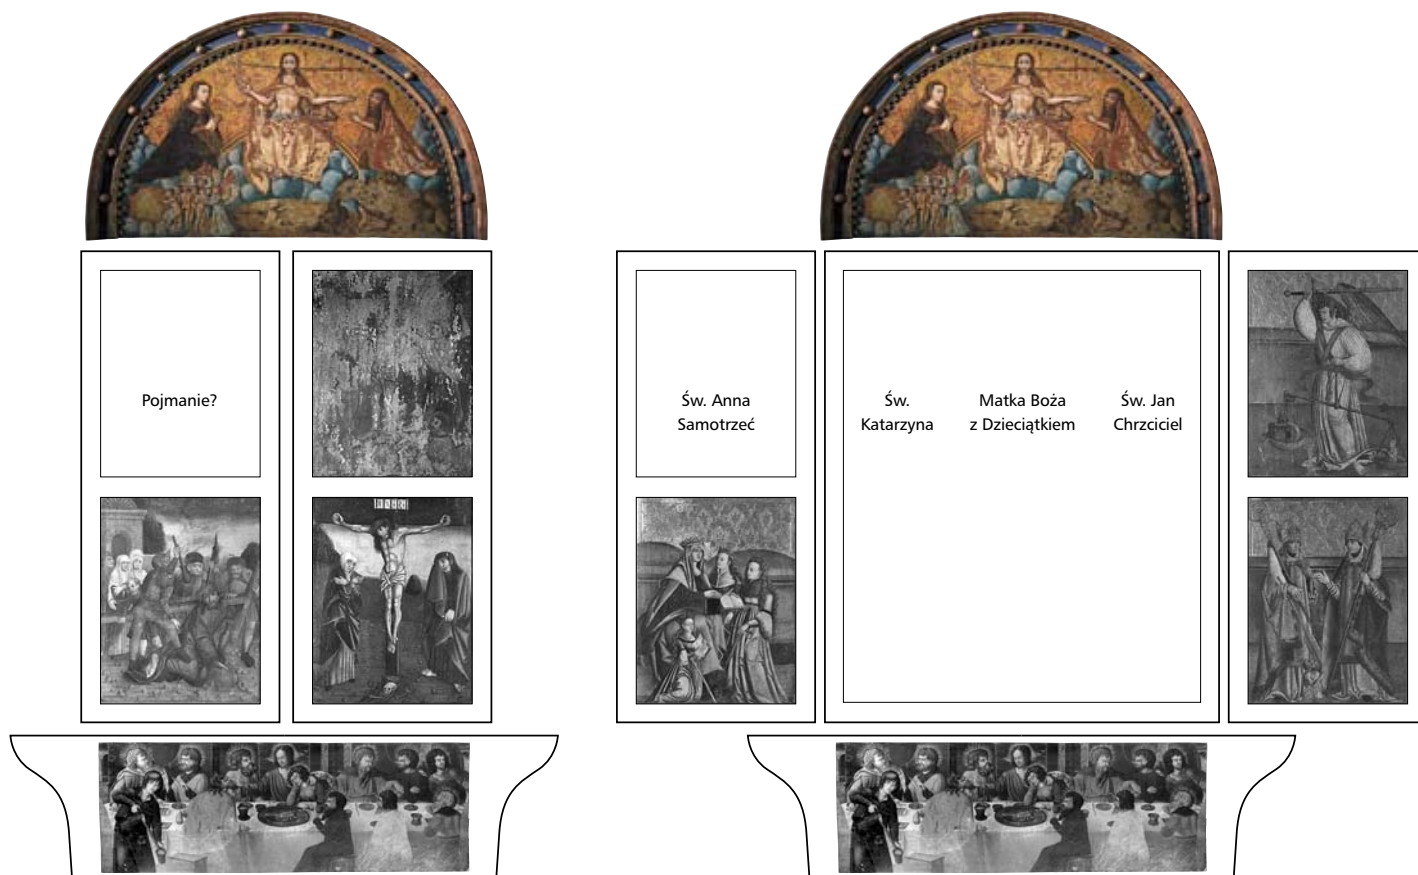 Pojmanie?
Św. Anna
Samotrzeć
Św.
Katarzyna
Matka Boża
z Dzieciątkiem
Św. Jan
Chrzciciel